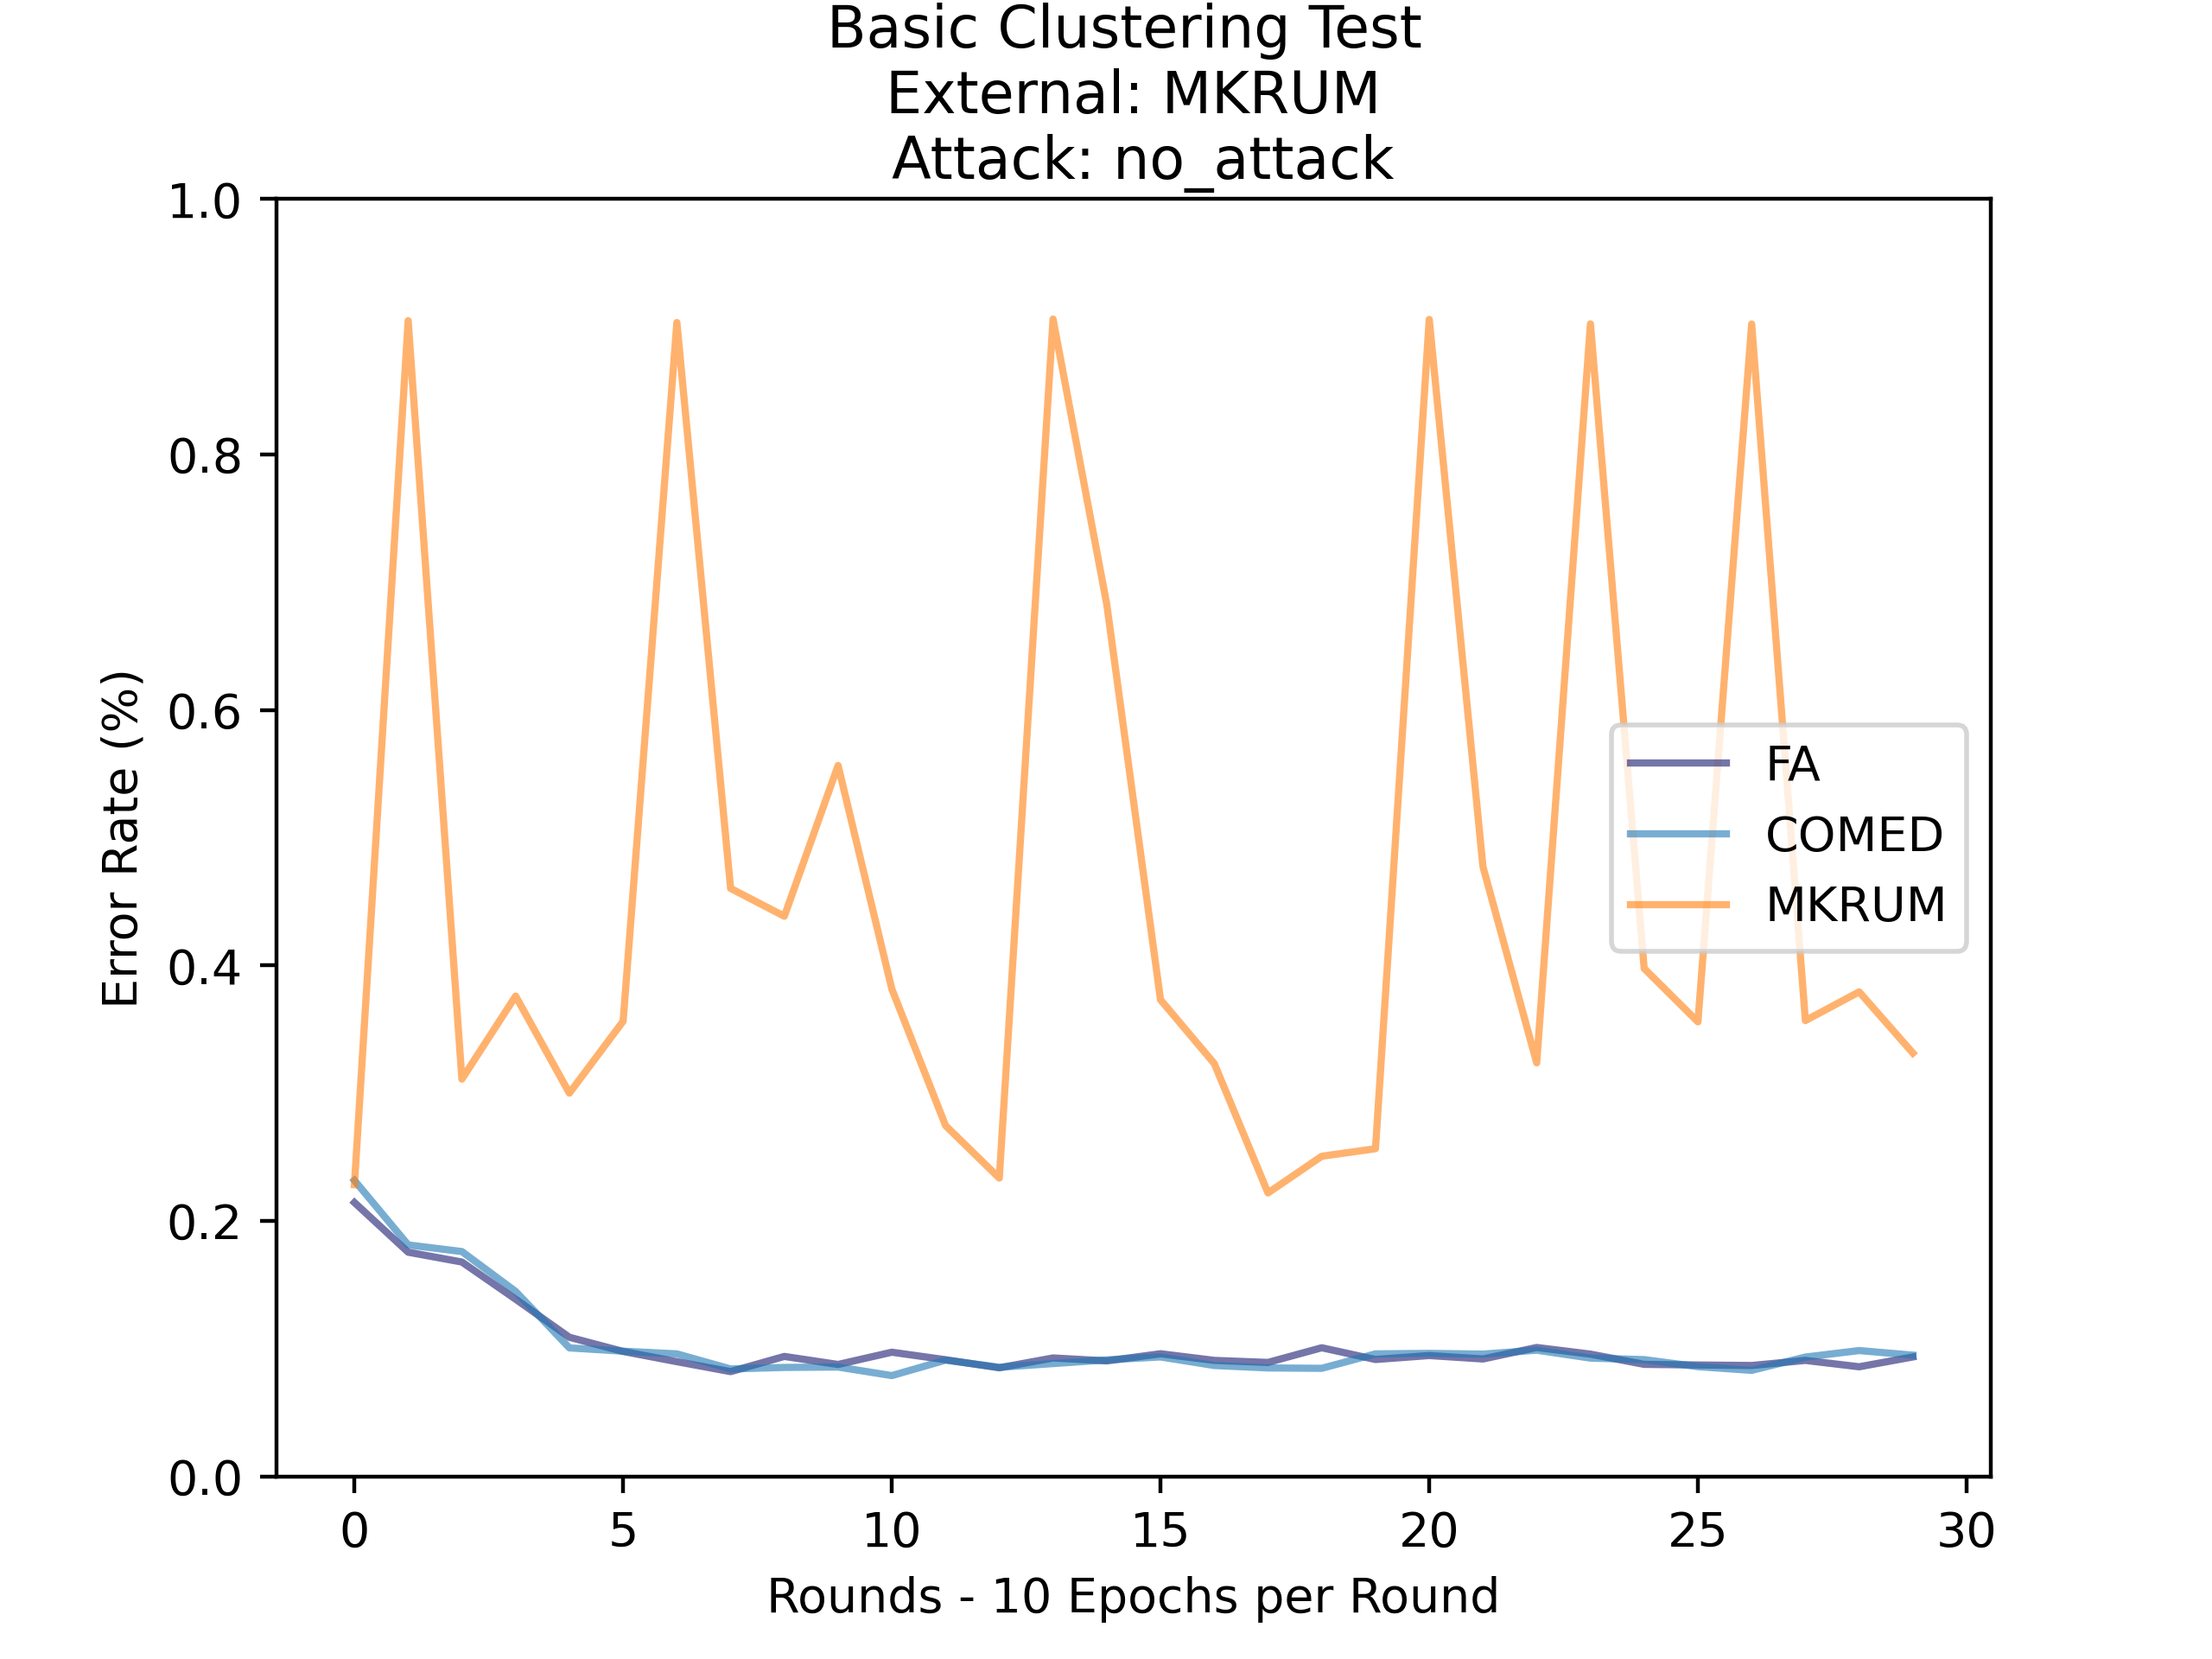 Basic Clustering Test
External: MKRUM
Attack: no_attack
1.0
0.8
0.6
0.4
0.2
0.0
Error Rate (%)
FA
COMED
MKRUM
0 5 10 15 20 25 30
Rounds - 10 Epochs per Round